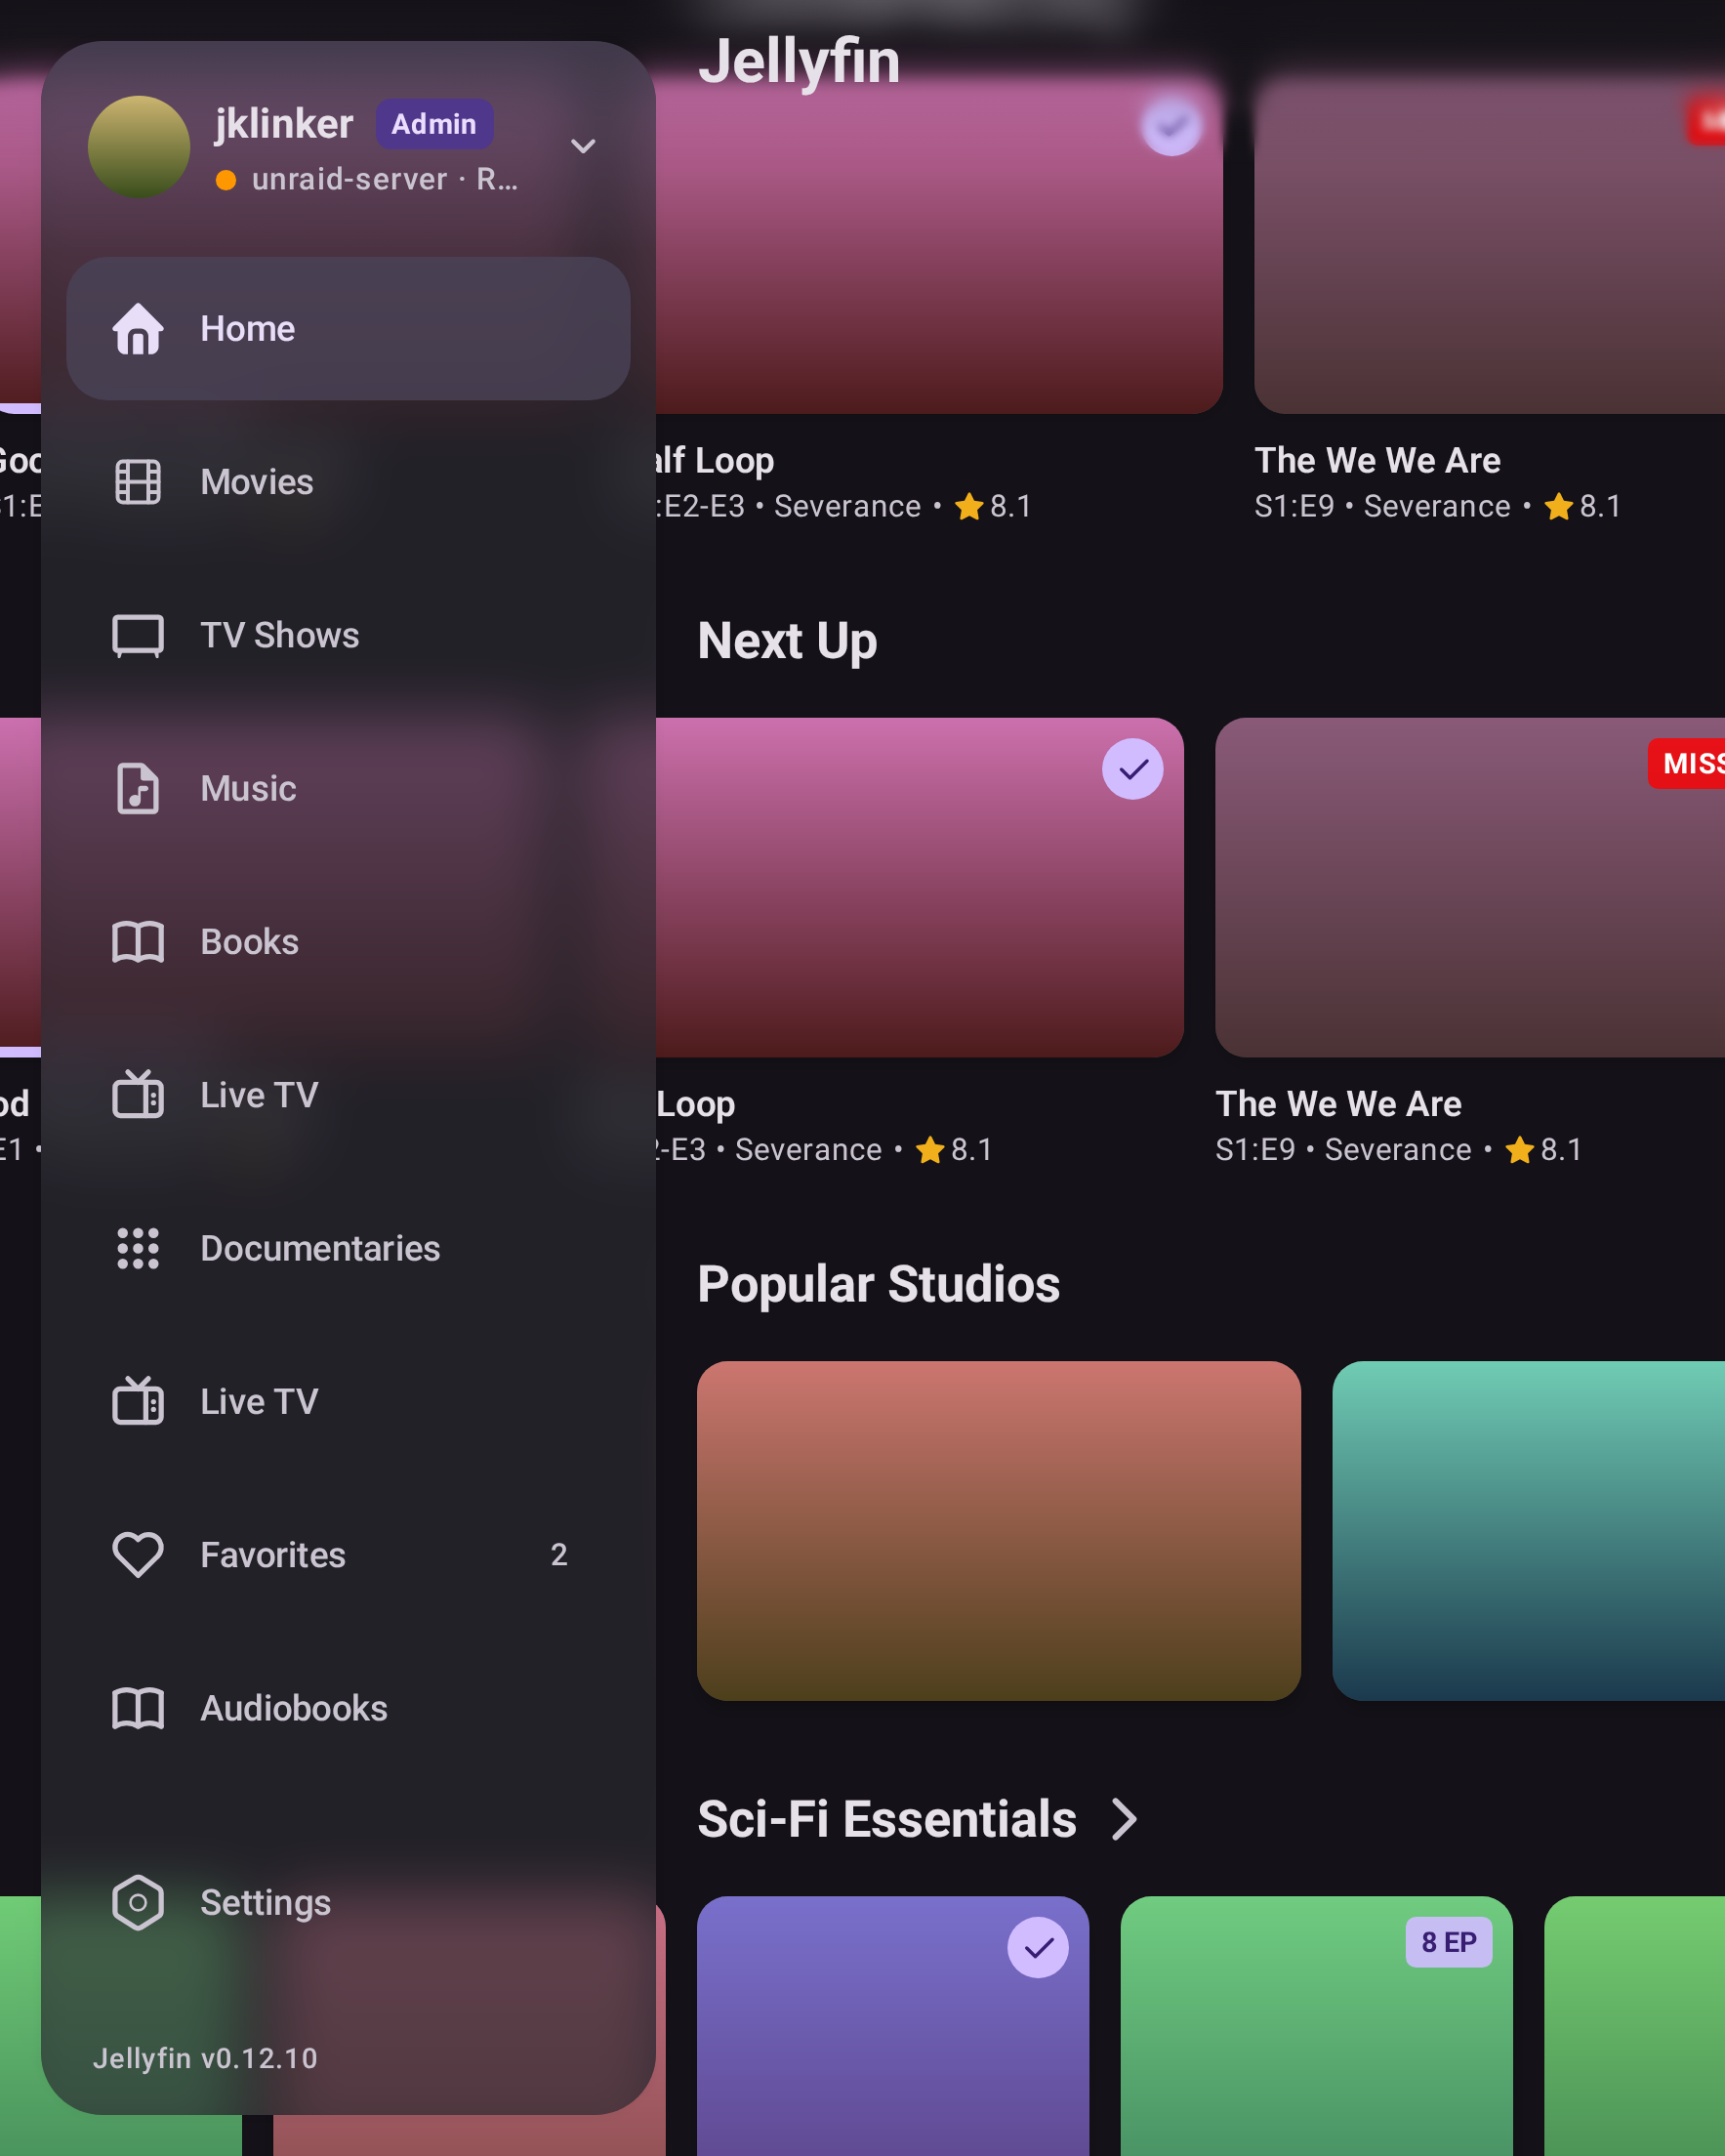 Jellyfin
jklinker Admin
unraid-server · R...
Home
Movies
TV Shows
Music
Books
Live TV
Documentaries
Live TV
Favorites 2
Audiobooks
Settings
Jellyfin v0.12.10
alf Loop
:E2-E3 • Severance • ⭐ 8.1
The We We Are
S1:E9 • Severance • ⭐ 8.1
Next Up
MISS
Loop
-E3 • Severance • ⭐ 8.1
The We We Are
S1:E9 • Severance • ⭐ 8.1
Popular Studios
Sci-Fi Essentials
8 EP